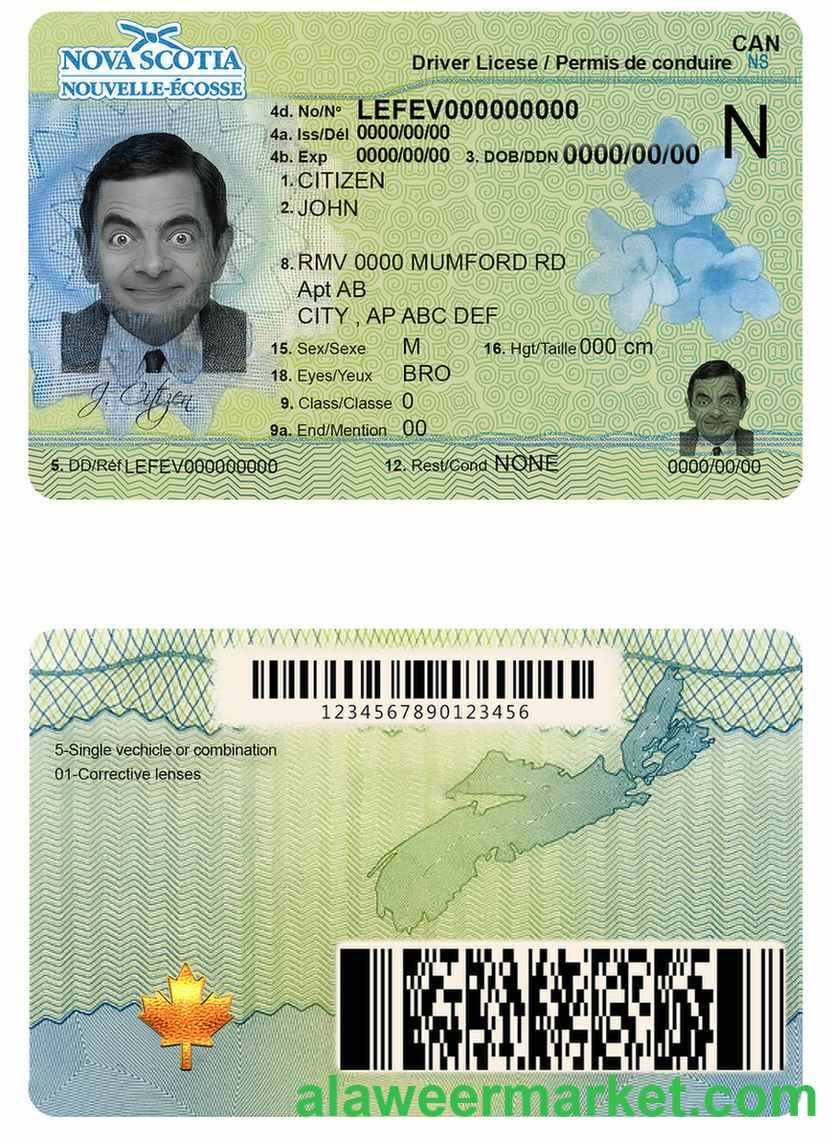 NOVA SCOTIA
NOUVELLE-ÉCOSSE
Driver Licese / Permis de conduire
CAN
NS
4d. No/Nº LEFEV000000000
4a. Iss/Dél 0000/00/00
4b. Exp 0000/00/00 3. DOB/DDN 0000/00/00
N
1. CITIZEN
2. JOHN
8. RMV 0000 MUMFORD RD
Apt AB
CITY , AP ABC DEF
15. Sex/Sexe M 16. Hgt/Taille 000 cm
18. Eyes/Yeux BRO
9. Class/Classe 0
9a. End/Mention 00
J. Citizen
5. DD/Réf LEFEV000000000 12. Rest/Cond NONE 0000/00/00
1234567890123456
5-Single vechicle or combination
01-Corrective lenses
alaweermarket.com